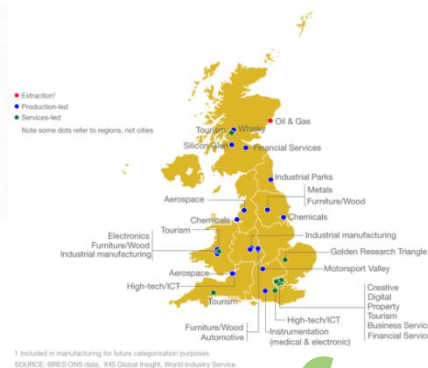 Extraction¹
Production-led
Services-led
Note some dots refer to regions, not cities
Tourism
Whisky
Oil & Gas
Silicon Glen
Financial Services
Industrial Parks
Metals
Furniture/Wood
Aerospace
Chemicals
Chemicals
Tourism
Electronics
Furniture/Wood
Industrial manufacturing
Industrial manufacturing
Golden Research Triangle
Aerospace
Motorsport Valley
High-tech/ICT
Tourism
Creative
Digital
Property
Tourism
Business Service
Financial Service
High-tech/ICT
Furniture/Wood
Automotive
Instrumentation
(medical & electronic)
1 Included in manufacturing for future categorisation purposes
SOURCE: BRES ONS data, IHS Global Insight, World Industry Service